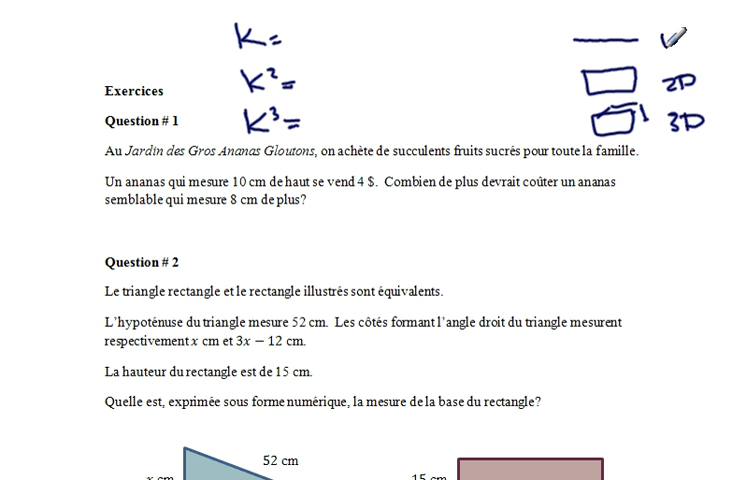 k =
k² =
2D
k³ =
3D
Exercices
Question # 1
Au Jardin des Gros Ananas Gloutons, on achète de succulents fruits sucrés pour toute la famille.
Un ananas qui mesure 10 cm de haut se vend 4 $. Combien de plus devrait coûter un ananas
semblable qui mesure 8 cm de plus?
Question # 2
Le triangle rectangle et le rectangle illustrés sont équivalents.
L'hypoténuse du triangle mesure 52 cm. Les côtés formant l'angle droit du triangle mesurent
respectivement x cm et 3x − 12 cm.
La hauteur du rectangle est de 15 cm.
Quelle est, exprimée sous forme numérique, la mesure de la base du rectangle?
52 cm
x cm
15 cm